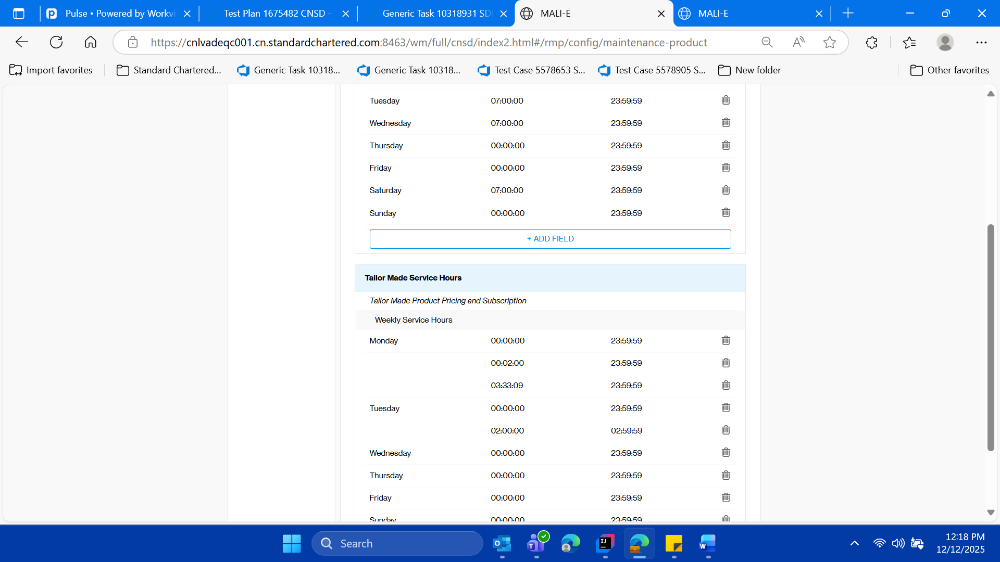 Pulse • Powered by Workvi
Test Plan 1675482 CNSD -
Generic Task 10318931 SDI
MALI-E
MALI-E
https://cnlvadeqc001.cn.standardchartered.com:8463/wm/full/cnsd/index2.html#/rmp/config/maintenance-product
Import favorites
Standard Chartered...
Generic Task 10318...
Generic Task 10318...
Test Case 5578653 S...
Test Case 5578905 S...
New folder
Other favorites
Tuesday 07:00:00 23:59:59
Wednesday 07:00:00 23:59:59
Thursday 00:00:00 23:59:59
Friday 00:00:00 23:59:59
Saturday 07:00:00 23:59:59
Sunday 00:00:00 23:59:59
+ ADD FIELD
Tailor Made Service Hours
Tailor Made Product Pricing and Subscription
Weekly Service Hours
Monday 00:00:00 23:59:59
00:02:00 23:59:59
03:33:09 23:59:59
Tuesday 00:00:00 23:59:59
02:00:00 02:59:59
Wednesday 00:00:00 23:59:59
Thursday 00:00:00 23:59:59
Friday 00:00:00 23:59:59
Sunday 00:00:00 23:59:59
Search
12:18 PM
12/12/2025